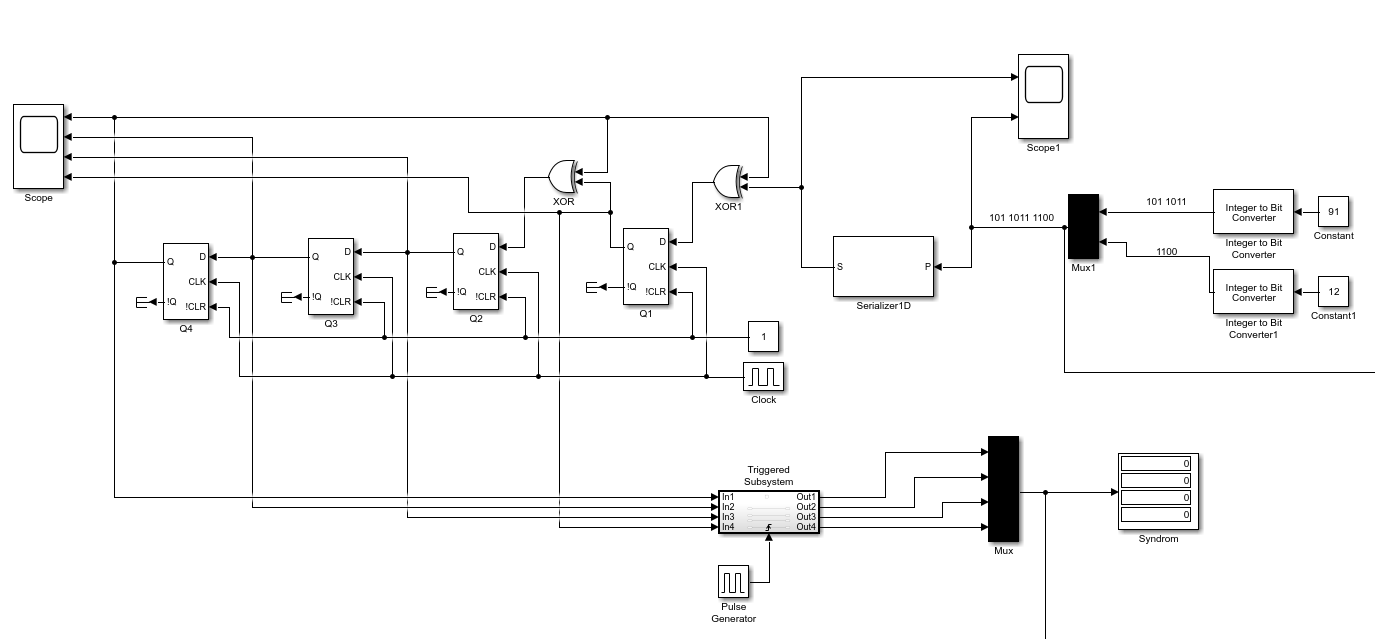 Scope
Scope1
XOR
XOR1
101 1011
Integer to Bit
Converter
91
Integer to Bit
Converter
Constant
101 1011 1100
Mux1
1100
Integer to Bit
Converter
12
Integer to Bit
Converter1
Constant1
S
P
Serializer1D
Q
D
CLK
!Q
!CLR
Q4
Q
D
CLK
!Q
!CLR
Q3
Q
D
CLK
!Q
!CLR
Q2
Q
D
CLK
!Q
!CLR
Q1
1
Clock
Triggered
Subsystem
In1
Out1
In2
Out2
In3
Out3
In4
Out4
Mux
0
0
0
0
Syndrom
Pulse
Generator